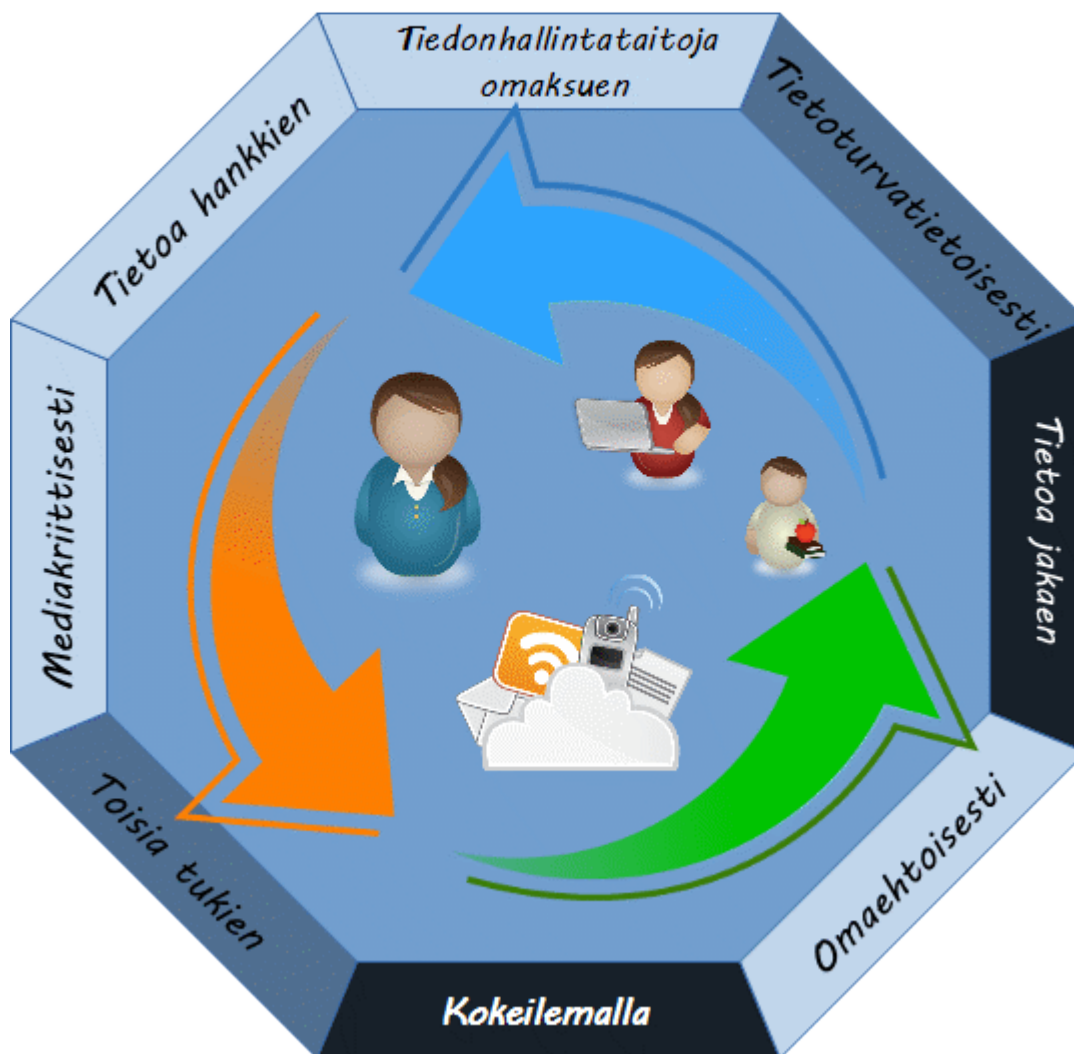 Tiedonhallintataitoja
omaksuen
Tietoturvatietoisesti
Tietoa jakaen
Omaehtoisesti
Kokeilemalla
Toisia tukien
Mediakriittisesti
Tietoa hankkien